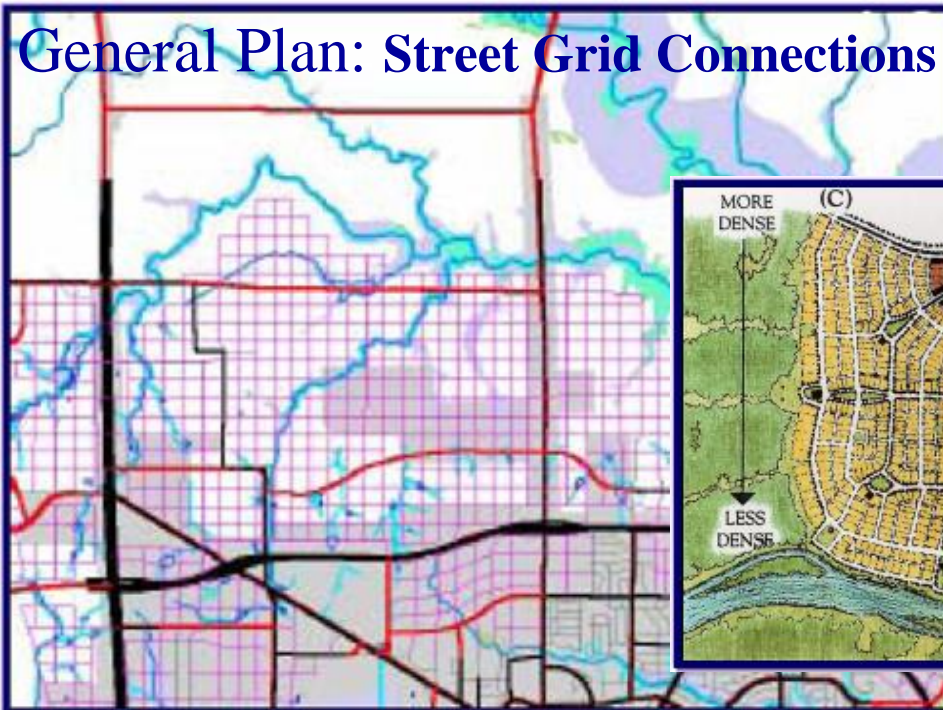 General Plan: Street Grid Connections
MORE
DENSE
(C)
LESS
DENSE